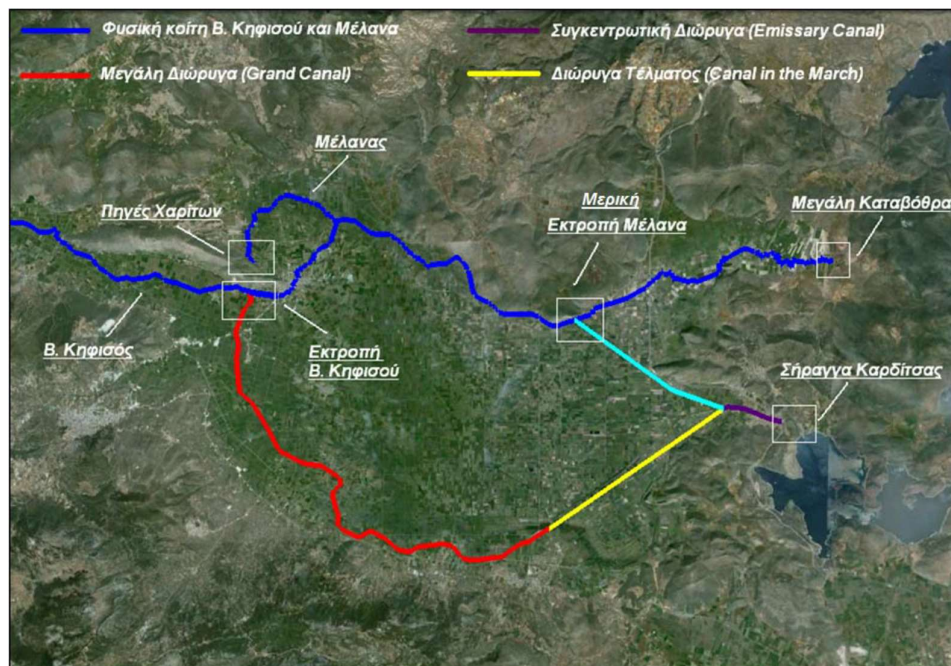 Φυσική κοίτη Β. Κηφισού και Μέλανα
Συγκεντρωτική Διώρυγα (Emissary Canal)
Μεγάλη Διώρυγα (Grand Canal)
Διώρυγα Τέλματος (Canal in the March)
Μέλανας
Πηγές Χαρίτων
Μερική
Εκτροπή Μέλανα
Μεγάλη Καταβόθρα
Β. Κηφισός
Εκτροπή
Β. Κηφισού
Σήραγγα Καρδίτσας